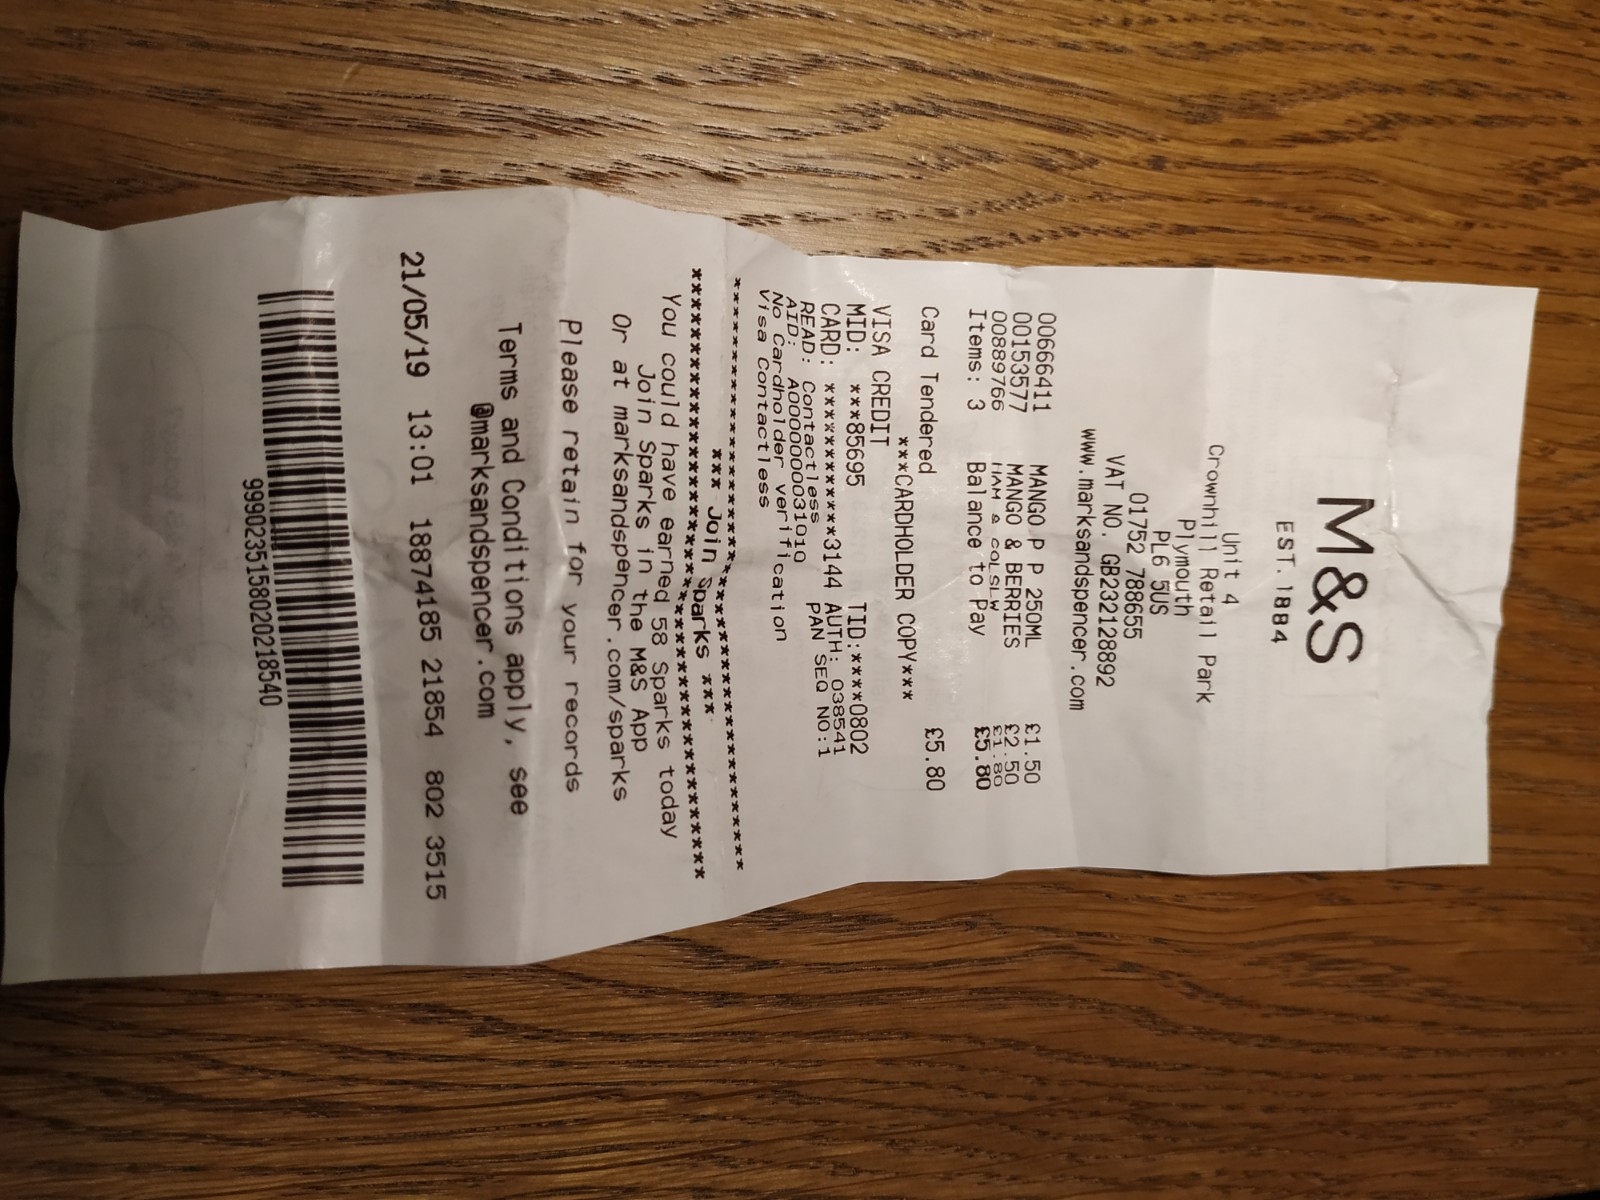 M&S
EST. 1884
Unit 4
Crownhill Retail Park
Plymouth
PL6 5US
01752 788655
VAT NO. GB232128892
www.marksandspencer.com
00666411 MANGO P P 250ML £1.50
00153577 MANGO & BERRIES £2.50
00889766 HAM & COLSLW £1.80
Items: 3 Balance to Pay £5.80
Card Tendered £5.80
***CARDHOLDER COPY***
VISA CREDIT
MID: ***85695 TID:****0802
CARD: ************3144 AUTH: 038541
READ: Contactless PAN SEQ NO:1
AID: A0000000031010
No Cardholder verification
Visa Contactless
******************************************
*** Join Sparks ***
******************************************
You could have earned 58 Sparks today
Join Sparks in the M&S App
Or at marksandspencer.com/sparks
Please retain for your records
Terms and Conditions apply, see
@marksandspencer.com
21/05/19 13:01 18874185 21854 802 3515
9990235158020218540